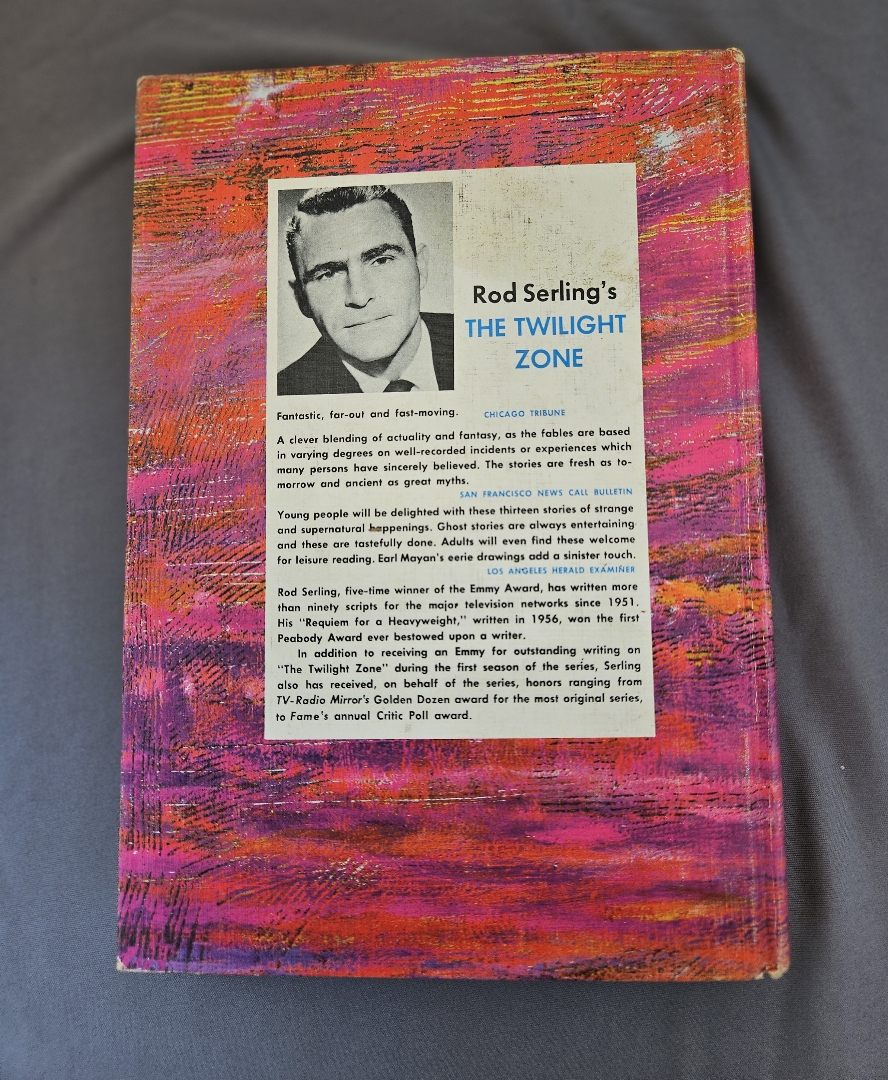 Rod Serling's
THE TWILIGHT
ZONE
Fantastic, far-out and fast-moving. CHICAGO TRIBUNE
A clever blending of actuality and fantasy, as the fables are based
in varying degrees on well-recorded incidents or experiences which
many persons have sincerely believed. The stories are fresh as to-
morrow and ancient as great myths.
SAN FRANCISCO NEWS CALL BULLETIN
Young people will be delighted with these thirteen stories of strange
and supernatural happenings. Ghost stories are always entertaining
and these are tastefully done. Adults will even find these welcome
for leisure reading. Earl Mayan's eerie drawings add a sinister touch.
LOS ANGELES HERALD EXAMINER
Rod Serling, five-time winner of the Emmy Award, has written more
than ninety scripts for the major television networks since 1951.
His "Requiem for a Heavyweight," written in 1956, won the first
Peabody Award ever bestowed upon a writer.
In addition to receiving an Emmy for outstanding writing on
"The Twilight Zone" during the first season of the series, Serling
also has received, on behalf of the series, honors ranging from
TV-Radio Mirror's Golden Dozen award for the most original series,
to Fame's annual Critic Poll award.